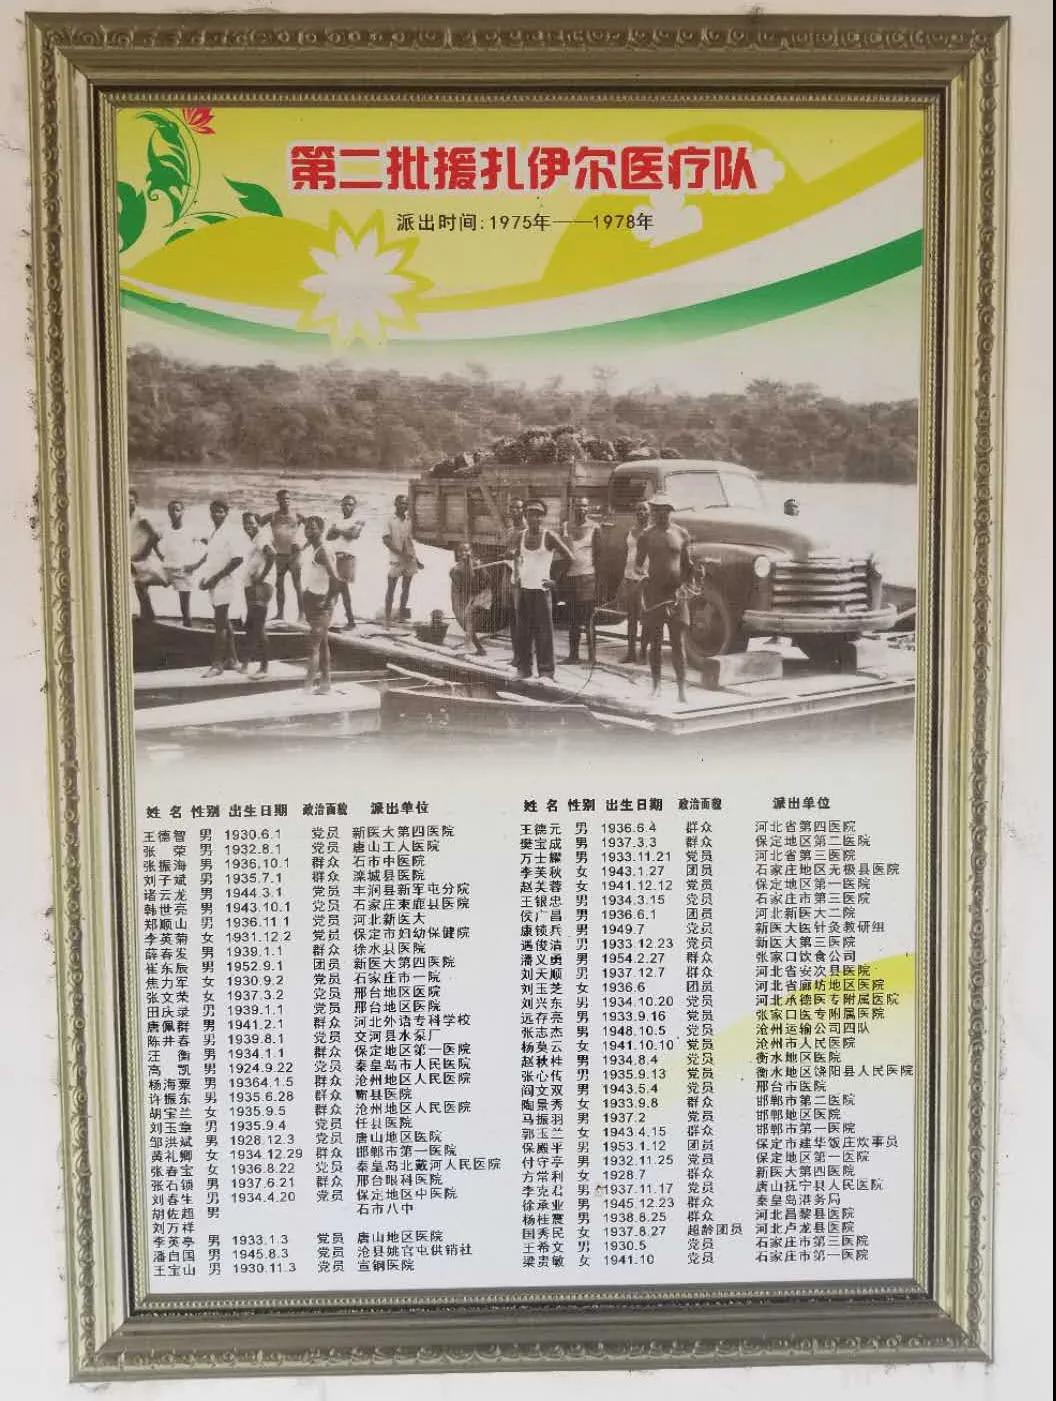 第二批援扎伊尔医疗队
派出时间:1975年——1978年
姓 名 性别 出生日期 政治面貌 派出单位
王德智 男 1930.6.1 党员 新医大第四医院
张 荣 男 1932.8.1 党员 唐山工人医院
张振海 男 1936.10.1 群众 石市中医院
刘子斌 男 1935.7.1 群众 滦城县医院
诸云龙 男 1944.3.1 党员 丰润县新军屯分院
韩世亮 男 1943.10.1 党员 石家庄束鹿县医院
郑顺山 男 1936.11.1 党员 河北新医大
李英菊 女 1931.12.2 党员 保定市妇幼保健院
薛春发 男 1939.1.1 群众 徐水县医院
崔东辰 男 1952.9.1 团员 新医大第四医院
焦力军 女 1930.9.2 党员 石家庄市一院
张文荣 女 1937.3.2 党员 邢台地区医院
田庆录 男 1939.1.1 党员 邢台地区医院
唐佩群 男 1941.2.1 群众 河北外语专科学校
陈井春 男 1939.8.1 党员 交河县水泵厂
汪 衡 男 1934.1.1 群众 保定地区第一医院
高 凯 男 1924.9.22 党员 秦皇岛市人民医院
杨海粟 男 19364.1.5 群众 沧州地区人民医院
许振东 男 1935.6.28 群众 蠍县医院
胡宝兰 女 1935.9.5 群众 沧州地区人民医院
刘玉章 男 1935.9.4 党员 任县医院
邹洪斌 男 1928.12.3 党员 唐山地区医院
黄礼卿 女 1934.12.29 群众 邯郸市第一医院
张春宝 女 1936.8.22 党员 秦皇岛北戴河人民医院
张石锁 男 1937.6.21 群众 邢台眼科医院
刘春生 男 1934.4.20 党员 保定地区中医院
胡佐超 男 石市八中
刘万祥
李英亭 男 1933.1.3 党员 唐山地区医院
潘自国 男 1945.8.3 党员 沧县姚官屯供销社
王宝山 男 1930.11.3 党员 宣钢医院
姓 名 性别 出生日期 政治面貌 派出单位
王德元 男 1936.6.4 群众 河北省第四医院
樊宝成 男 1937.3.3 群众 保定地区第二医院
万士耀 男 1933.11.21 党员 河北省第三医院
李芙秋 女 1943.1.27 团员 石家庄地区无极县医院
赵芙蓉 女 1941.12.12 党员 保定地区第一医院
王银忠 男 1934.3.15 党员 石家庄市第三医院
侯广昌 男 1936.6.1 团员 河北新医大二院
康锁兵 男 1949.7 党员 新医大医针灸教研组
遇俊清 男 1933.12.23 党员 新医大第三医院
潘义勇 男 1954.2.27 群众 张家口饮食公司
刘天顺 男 1937.12.7 群众 河北省安次县医院
刘玉芝 女 1936.6 团员 河北省廊坊地区医院
刘兴东 男 1934.10.20 党员 河北承德医专附属医院
远存亮 男 1933.9.16 党员 张家口医专附属医院
张志杰 男 1948.10.5 党员 沧州运输公司四队
杨莫云 女 1941.10.10 党员 沧州市人民医院
赵秋柱 男 1934.8.4 党员 衡水地区医院
张心传 男 1935.9.13 党员 衡水地区饶阳县人民医院
阎文双 男 1943.5.4 党员 邢台市医院
陶景秀 女 1933.9.8 群众 邯郸市第二医院
马振羽 男 1937.2 党员 邯郸地区医院
郭玉兰 女 1943.4.15 群众 邯郸市第一医院
保殿平 男 1953.1.12 团员 保定市建华饭庄炊事员
付守亭 男 1932.11.25 党员 保定地区第一医院
方常利 女 1928.7 群众 新医大第四医院
李克君 男 1937.11.17 党员 唐山抚宁县人民医院
徐承业 男 1945.12.23 群众 秦皇岛港务局
杨桂震 男 1938.8.25 群众 河北昌黎县医院
国秀民 女 1937.8.27 超龄团员 河北卢龙县医院
王希文 男 1930.5 党员 石家庄市第三医院
梁贵敏 女 1941.10 党员 石家庄市第一医院